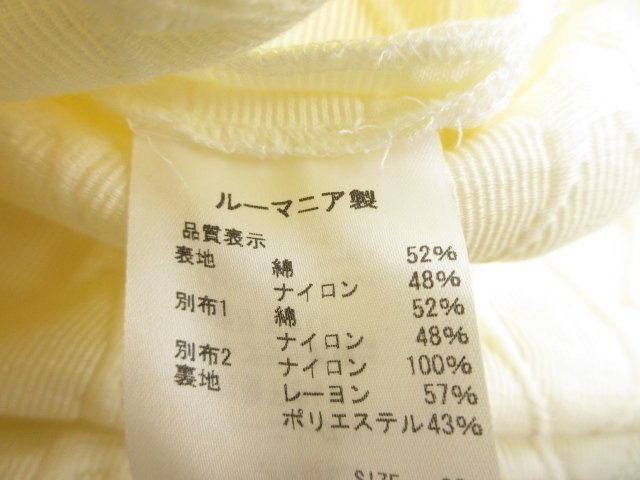 ルーマニア製
品質表示
表地 綿 52%
ナイロン 48%
別布1 綿 52%
ナイロン 48%
別布2 ナイロン 100%
裏地 レーヨン 57%
ポリエステル 43%
SIZE